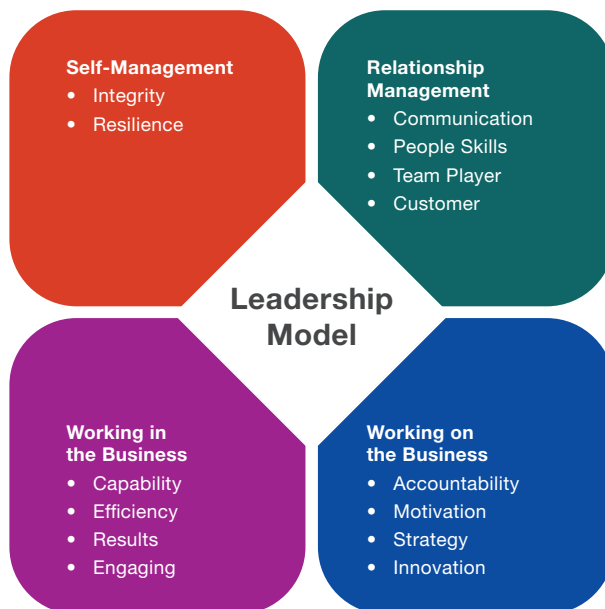 Self-Management
• Integrity
• Resilience
Relationship
Management
• Communication
• People Skills
• Team Player
• Customer
Leadership
Model
Working in
the Business
• Capability
• Efficiency
• Results
• Engaging
Working on
the Business
• Accountability
• Motivation
• Strategy
• Innovation